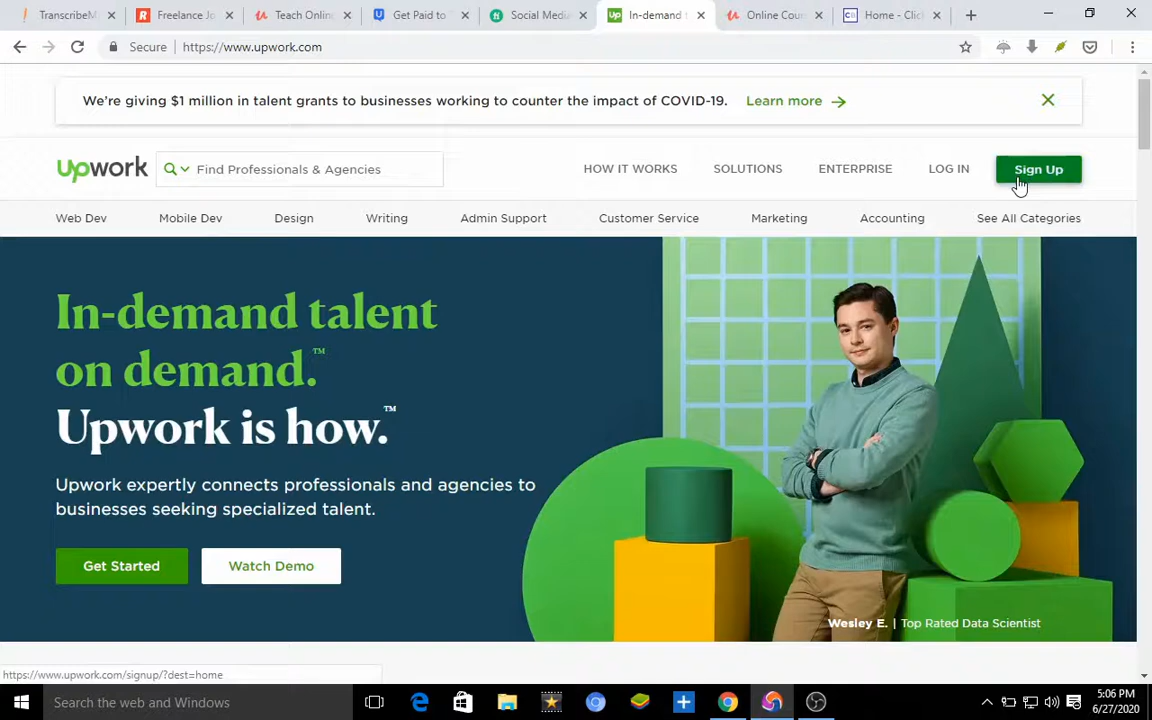 TranscribeM
Freelance Jo
Teach Onlin
Get Paid to
Social Media
In-demand t
Online Cour
Home - Click
Secure
https://www.upwork.com
We're giving $1 million in talent grants to businesses working to counter the impact of COVID-19. Learn more
Upwork
Find Professionals & Agencies
HOW IT WORKS
SOLUTIONS
ENTERPRISE
LOG IN
Sign Up
Web Dev
Mobile Dev
Design
Writing
Admin Support
Customer Service
Marketing
Accounting
See All Categories
In-demand talent
on demand.™
Upwork is how.™
Upwork expertly connects professionals and agencies to
businesses seeking specialized talent.
Get Started
Watch Demo
Wesley E. | Top Rated Data Scientist
https://www.upwork.com/signup/?dest=home
Search the web and Windows
5:06 PM
6/27/2020